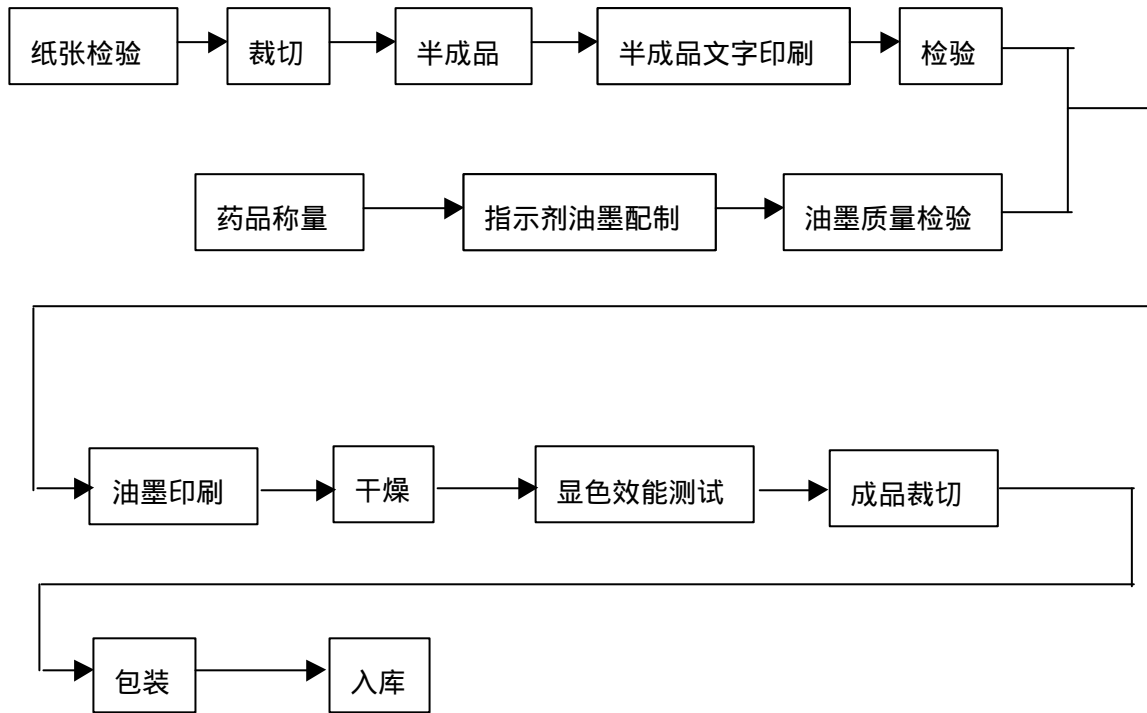 纸张检验
裁切
半成品
半成品文字印刷
检验
药品称量
指示剂油墨配制
油墨质量检验
油墨印刷
干燥
显色效能测试
成品裁切
包装
入库